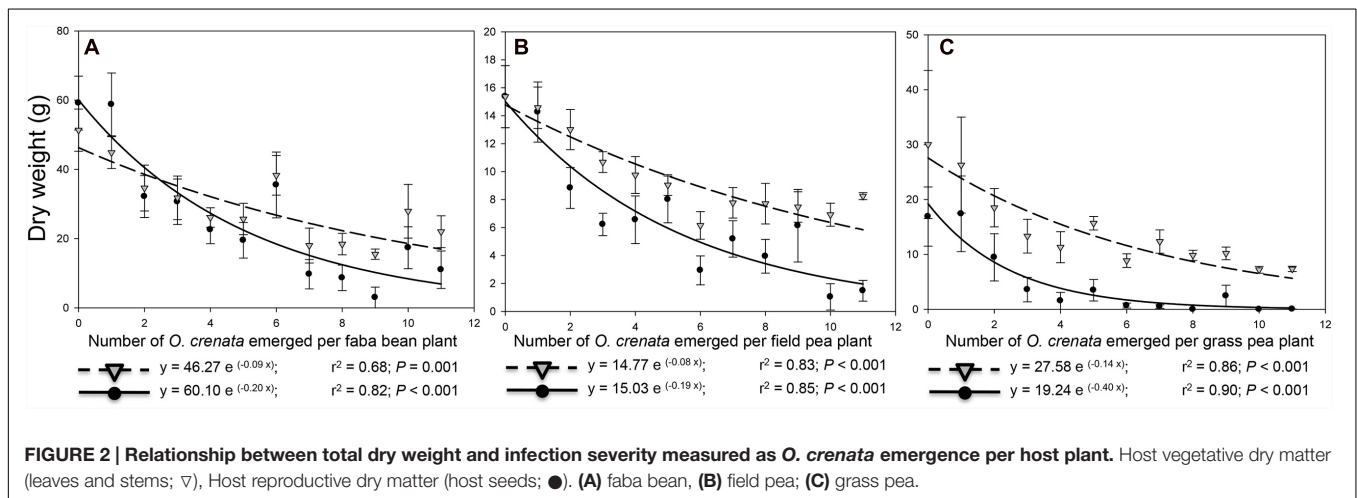 A
B
C
Dry weight (g)
80
60
40
20
0
0 2 4 6 8 10 12
20
18
16
14
12
10
8
6
4
2
0
0 2 4 6 8 10 12
50
40
30
20
10
0
0 2 4 6 8 10 12
Number of O. crenata emerged per faba bean plant
y = 46.27 e (-0.09 x); r² = 0.68; P = 0.001
y = 60.10 e (-0.20 x); r² = 0.82; P < 0.001
Number of O. crenata emerged per field pea plant
y = 14.77 e (-0.08 x); r² = 0.83; P < 0.001
y = 15.03 e (-0.19 x); r² = 0.85; P < 0.001
Number of O. crenata emerged per grass pea plant
y = 27.58 e (-0.14 x); r² = 0.86; P < 0.001
y = 19.24 e (-0.40 x); r² = 0.90; P < 0.001
FIGURE 2 | Relationship between total dry weight and infection severity measured as O. crenata emergence per host plant. Host vegetative dry matter
(leaves and stems; ▽), Host reproductive dry matter (host seeds; ●). (A) faba bean, (B) field pea; (C) grass pea.